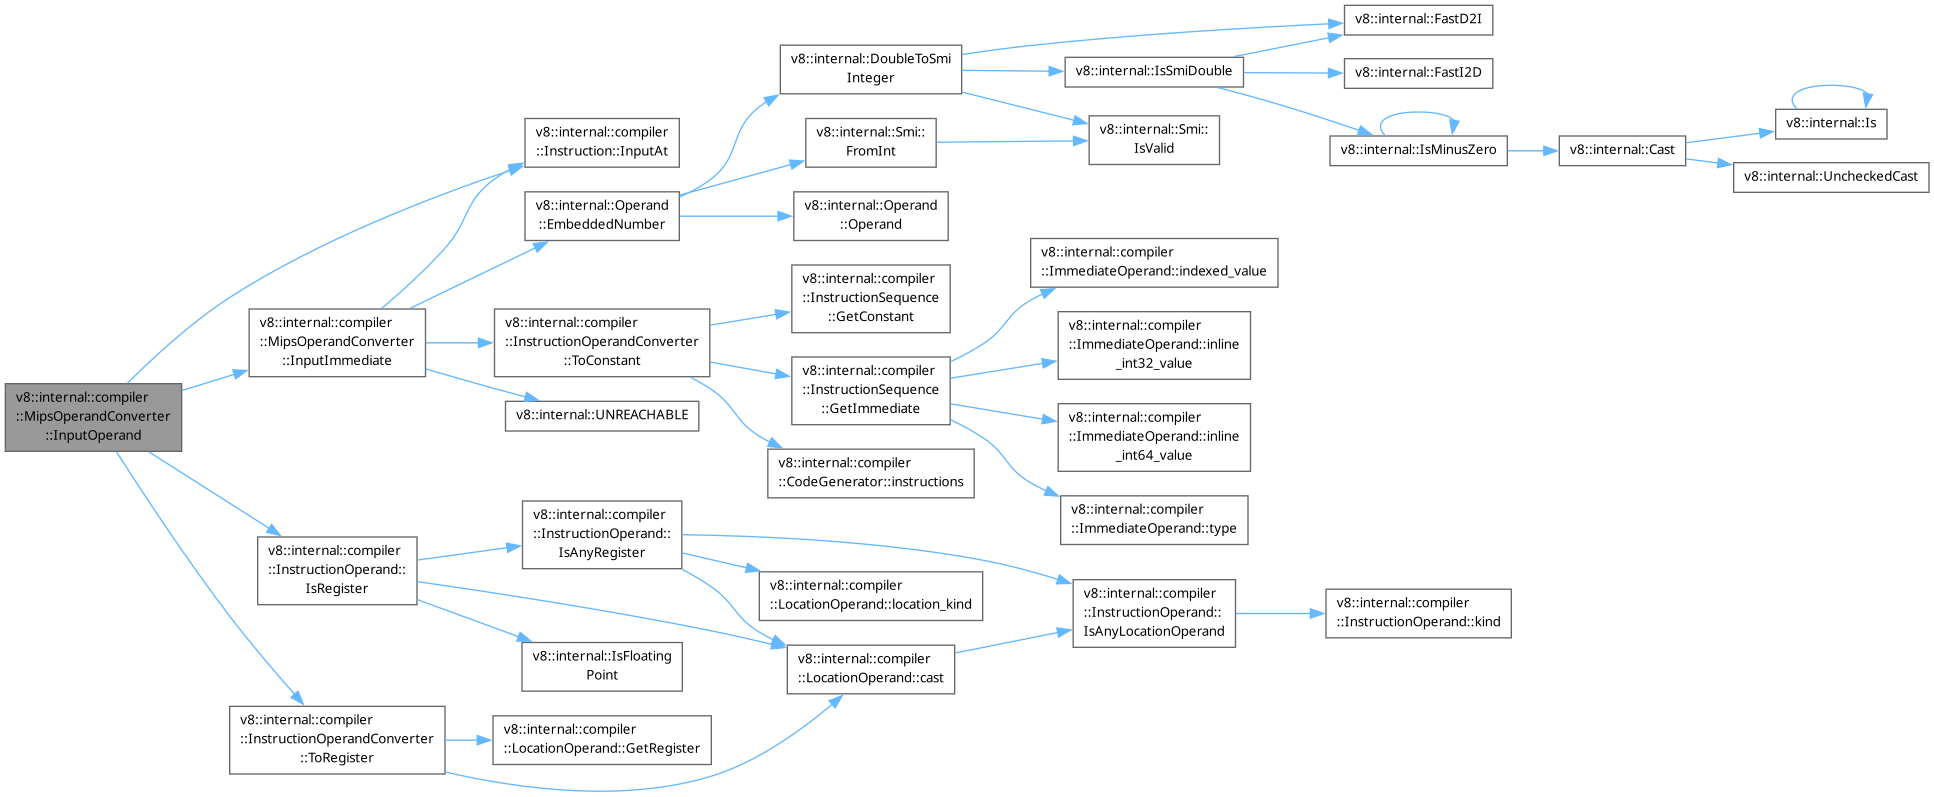 v8::internal::compiler
::MipsOperandConverter
::InputOperand
v8::internal::compiler
::Instruction::InputAt
v8::internal::compiler
::MipsOperandConverter
::InputImmediate
v8::internal::Operand
::EmbeddedNumber
v8::internal::DoubleToSmi
Integer
v8::internal::FastD2I
v8::internal::IsSmiDouble
v8::internal::FastI2D
v8::internal::Smi::
IsValid
v8::internal::IsMinusZero
v8::internal::Cast
v8::internal::Is
v8::internal::UncheckedCast
v8::internal::Smi::
FromInt
v8::internal::Operand
::Operand
v8::internal::compiler
::InstructionOperandConverter
::ToConstant
v8::internal::compiler
::InstructionSequence
::GetConstant
v8::internal::compiler
::InstructionSequence
::GetImmediate
v8::internal::compiler
::ImmediateOperand::indexed_value
v8::internal::compiler
::ImmediateOperand::inline
_int32_value
v8::internal::compiler
::ImmediateOperand::inline
_int64_value
v8::internal::compiler
::ImmediateOperand::type
v8::internal::compiler
::CodeGenerator::instructions
v8::internal::UNREACHABLE
v8::internal::compiler
::InstructionOperand::
IsRegister
v8::internal::compiler
::InstructionOperand::
IsAnyRegister
v8::internal::compiler
::LocationOperand::location_kind
v8::internal::compiler
::InstructionOperand::
IsAnyLocationOperand
v8::internal::compiler
::InstructionOperand::kind
v8::internal::IsFloating
Point
v8::internal::compiler
::LocationOperand::cast
v8::internal::compiler
::InstructionOperandConverter
::ToRegister
v8::internal::compiler
::LocationOperand::GetRegister